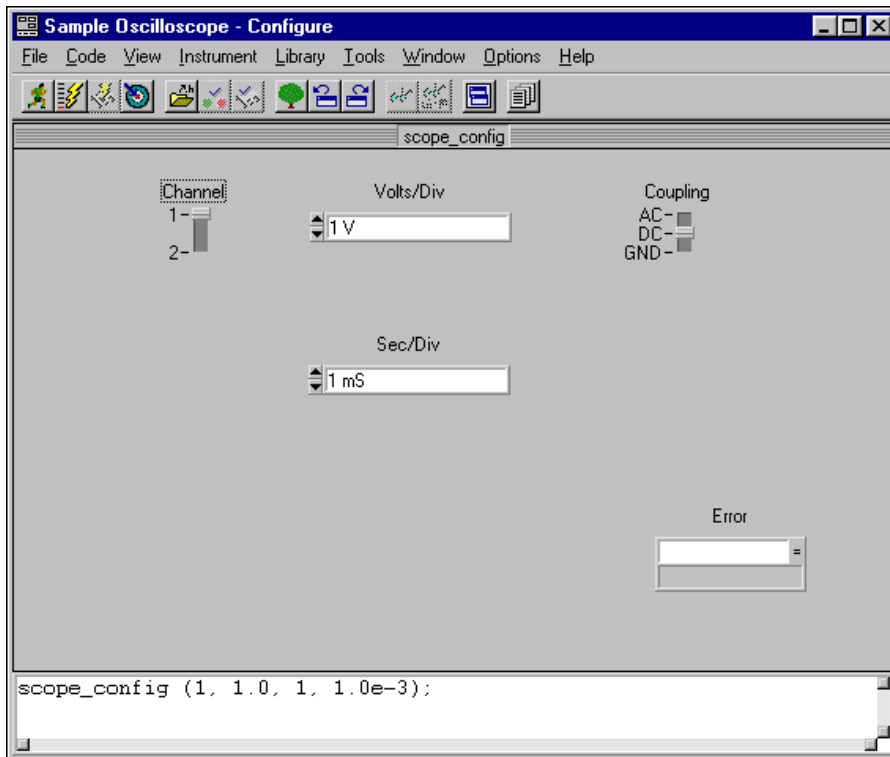 Sample Oscilloscope - Configure
File Code View Instrument Library Tools Window Options Help
scope_config
Channel
1
2
Volts/Div
1 V
Coupling
AC
DC
GND
Sec/Div
1 mS
Error
=
scope_config (1, 1.0, 1, 1.0e-3);